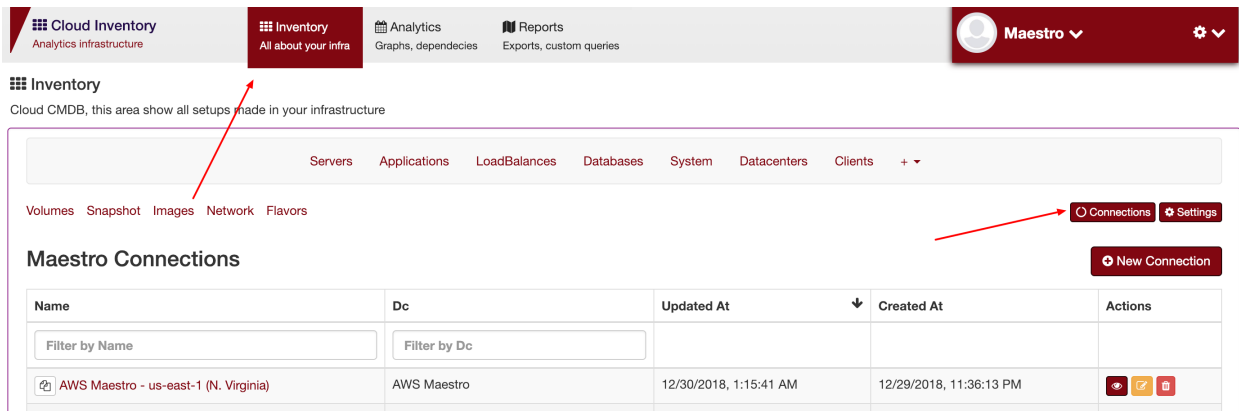 Cloud Inventory
Analytics infrastructure
Inventory
All about your infra
Analytics
Graphs, dependecies
Reports
Exports, custom queries
Maestro
Inventory
Cloud CMDB, this area show all setups made in your infrastructure
Servers Applications LoadBalances Databases System Datacenters Clients +
Volumes Snapshot Images Network Flavors
Connections Settings
Maestro Connections
New Connection
Name Dc Updated At Created At Actions
Filter by Name Filter by Dc
AWS Maestro - us-east-1 (N. Virginia) AWS Maestro 12/30/2018, 1:15:41 AM 12/29/2018, 11:36:13 PM